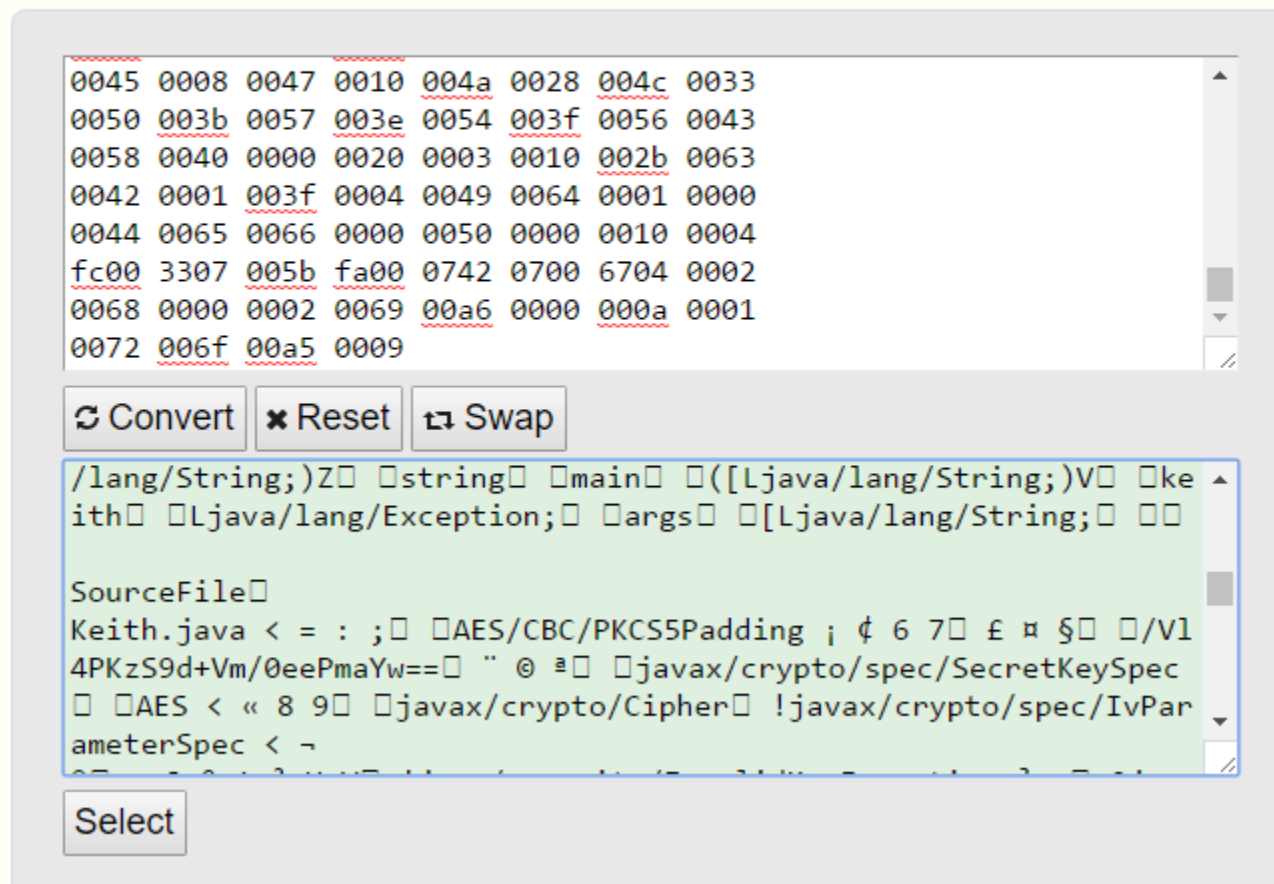 0045 0008 0047 0010 004a 0028 004c 0033
0050 003b 0057 003e 0054 003f 0056 0043
0058 0040 0000 0020 0003 0010 002b 0063
0042 0001 003f 0004 0049 0064 0001 0000
0044 0065 0066 0000 0050 0000 0010 0004
fc00 3307 005b fa00 0742 0700 6704 0002
0068 0000 0002 0069 00a6 0000 000a 0001
0072 006f 00a5 0009
Convert Reset Swap
/lang/String;)Z□ □string□ □main□ □([Ljava/lang/String;)V□ □ke
ith□ □Ljava/lang/Exception;□ □args□ □[Ljava/lang/String;□ □□
SourceFile□
Keith.java < = : ;□ □AES/CBC/PKCS5Padding ¡ ¢ 6 7□ £ ¤ §□ □/Vl
4PKzS9d+Vm/0eePmaYw==□ ¨ © ª□ □javax/crypto/spec/SecretKeySpec
□ □AES < « 8 9□ □javax/crypto/Cipher□ !javax/crypto/spec/IvPar
ameterSpec < ¬
Select